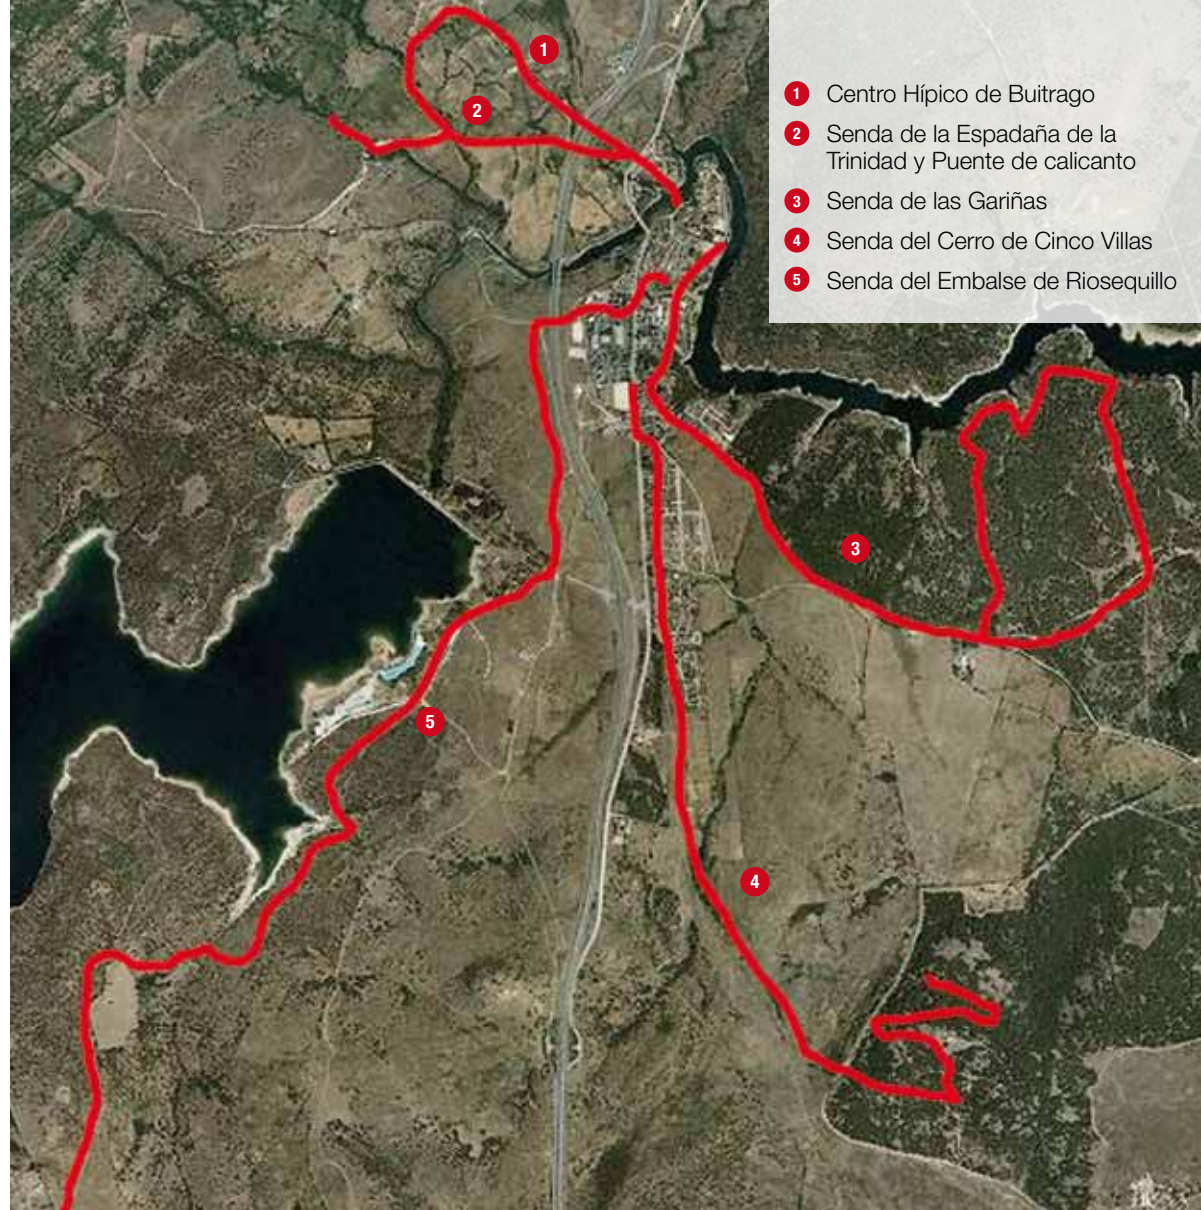 1 Centro Hípico de Buitrago
2 Senda de la Espadaña de la
Trinidad y Puente de calicanto
3 Senda de las Gariñas
4 Senda del Cerro de Cinco Villas
5 Senda del Embalse de Riosequillo
1
2
3
5
4